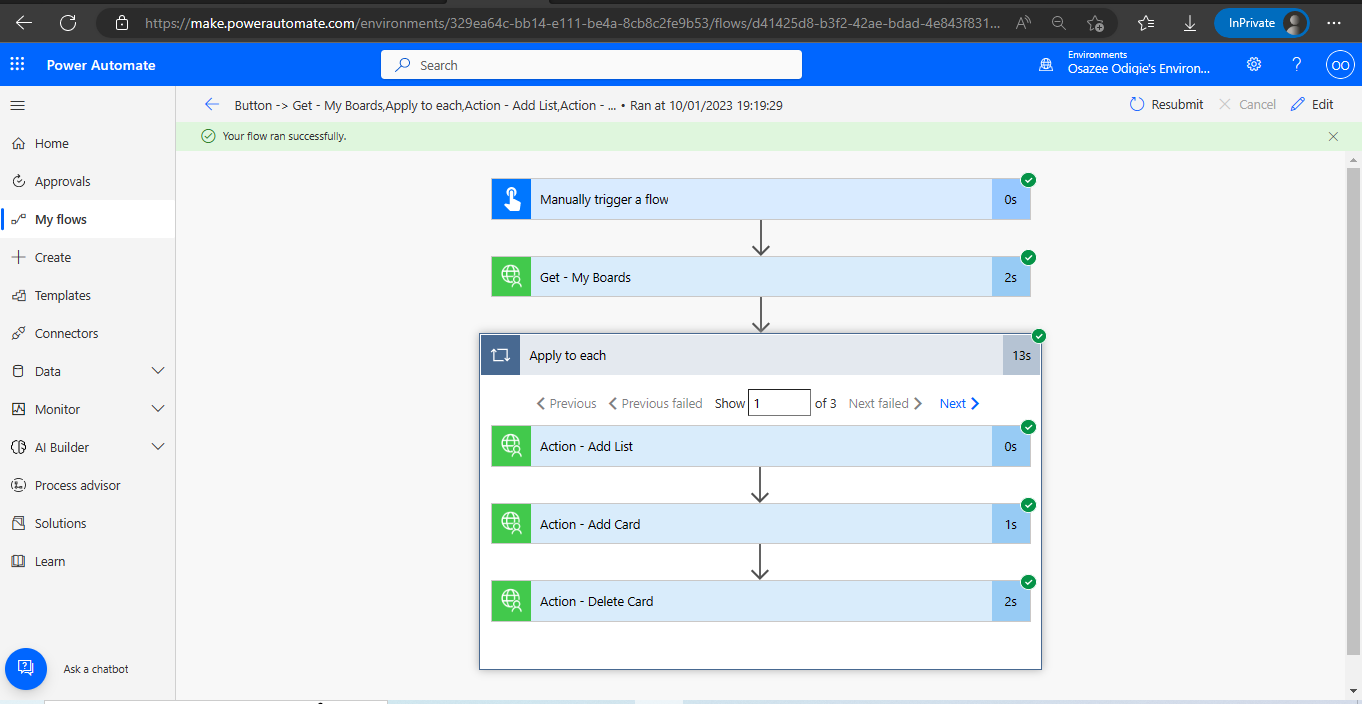 https://make.powerautomate.com/environments/329ea64c-bb14-e111-be4a-8cb8c2fe9b53/flows/d41425d8-b3f2-42ae-bdad-4e843f831...
InPrivate
Power Automate
Search
Environments
Osazee Odigie's Environ...
OO
Button -> Get - My Boards,Apply to each,Action - Add List,Action - ... • Ran at 10/01/2023 19:19:29
Resubmit
Cancel
Edit
Your flow ran successfully.
Home
Approvals
My flows
Create
Templates
Connectors
Data
Monitor
AI Builder
Process advisor
Solutions
Learn
Ask a chatbot
Manually trigger a flow 0s
Get - My Boards 2s
Apply to each 13s
Previous Previous failed Show 1 of 3 Next failed Next
Action - Add List 0s
Action - Add Card 1s
Action - Delete Card 2s